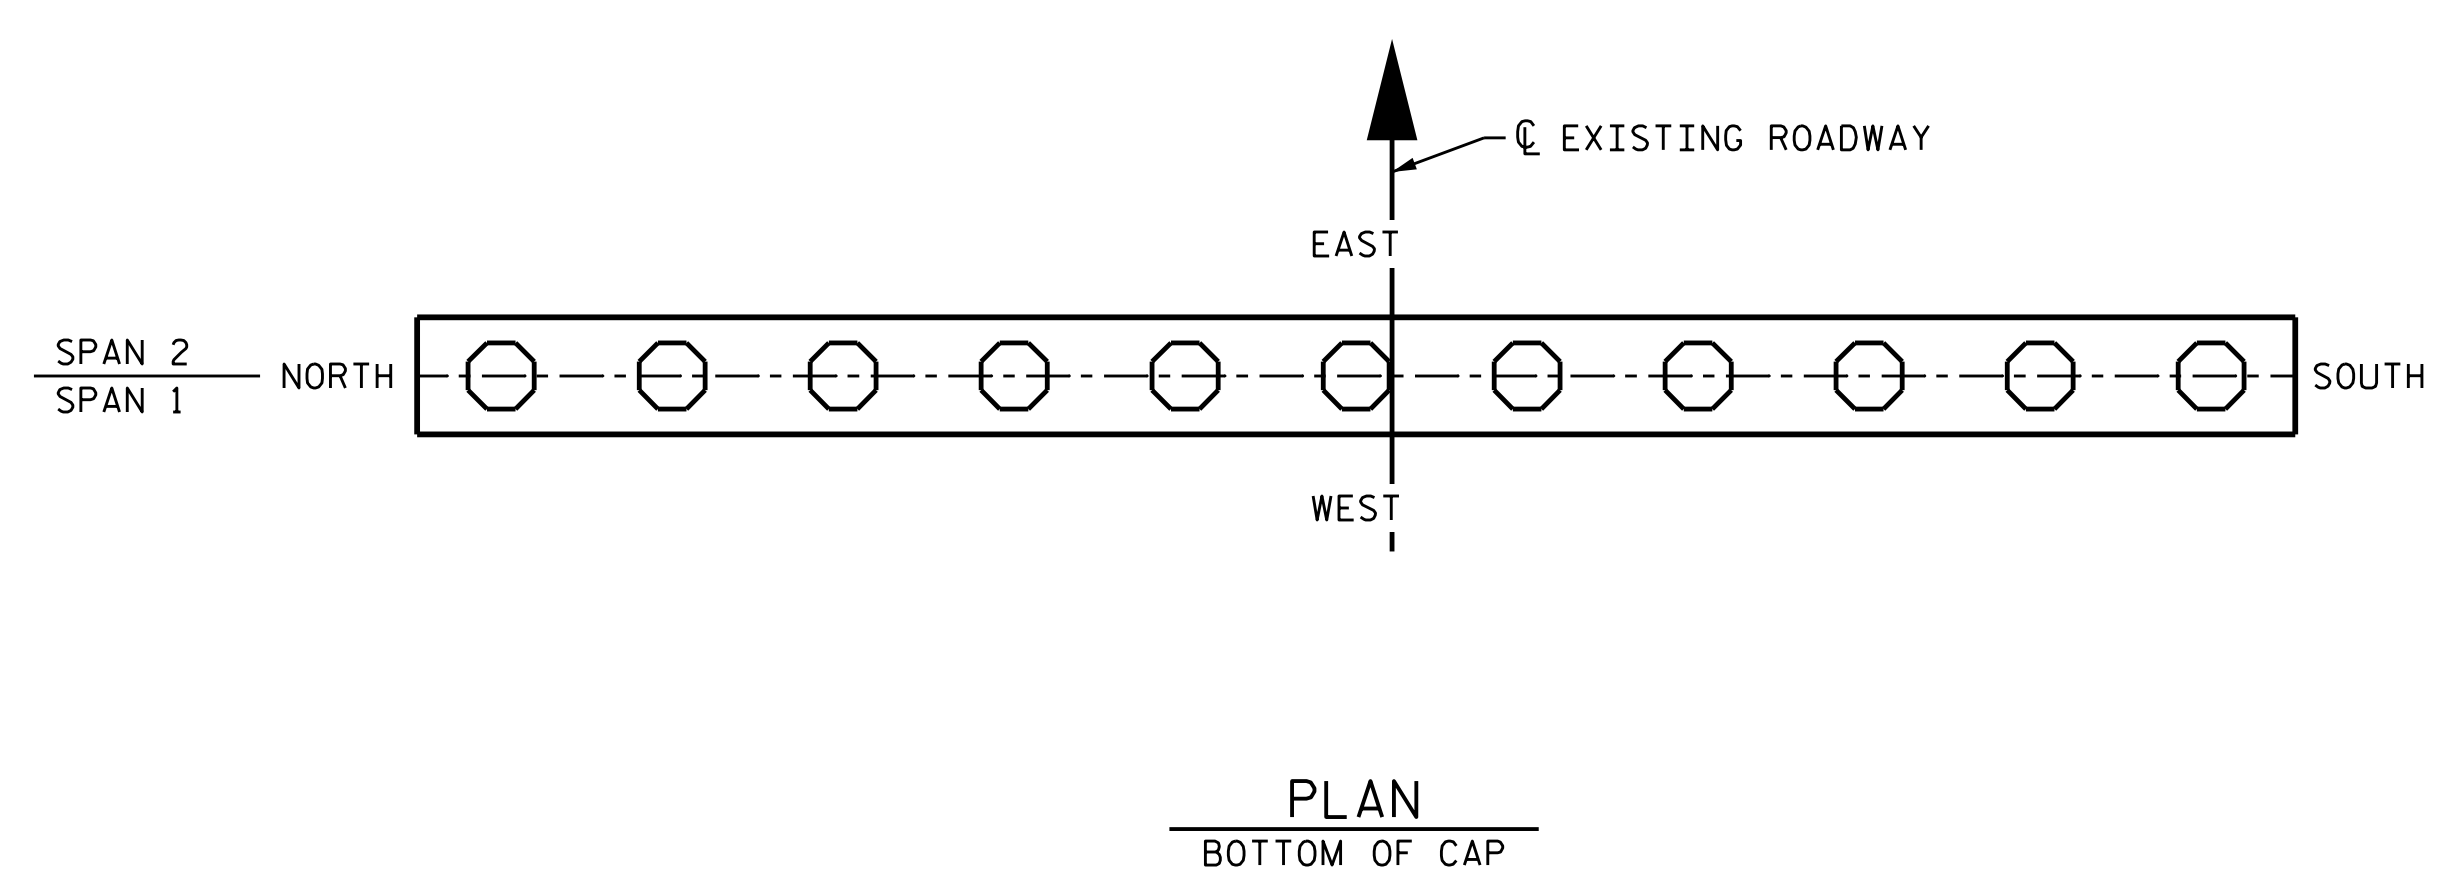 ℄ EXISTING ROADWAY
EAST
SPAN 2
SPAN 1
NORTH
SOUTH
WEST
PLAN
BOTTOM OF CAP